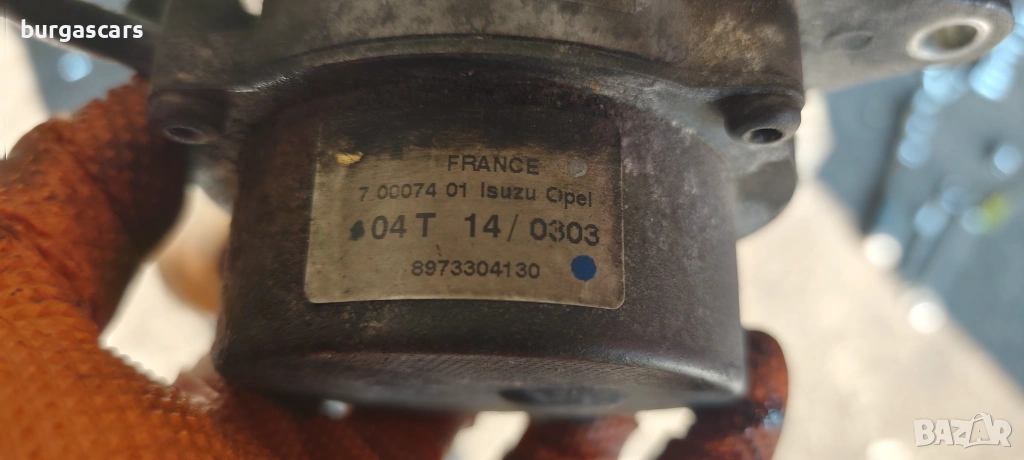 burgascars
FRANCE
7 00074 01 Isuzu Opel
04 T 14 / 0303
8973304130
BAZAR